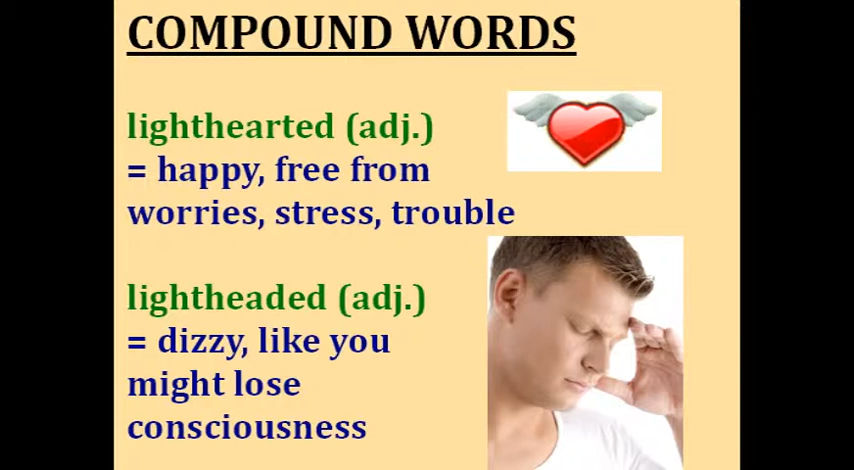 COMPOUND WORDS
lighthearted (adj.)
= happy, free from
worries, stress, trouble
lightheaded (adj.)
= dizzy, like you
might lose
consciousness